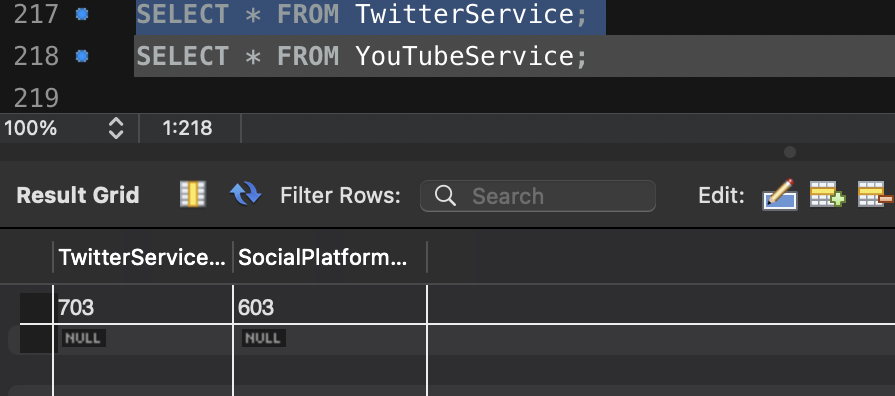 217 SELECT * FROM TwitterService;
218 SELECT * FROM YouTubeService;
219
100% 1:218
Result Grid Filter Rows: Search Edit:
TwitterService... SocialPlatform...
703 603
NULL NULL